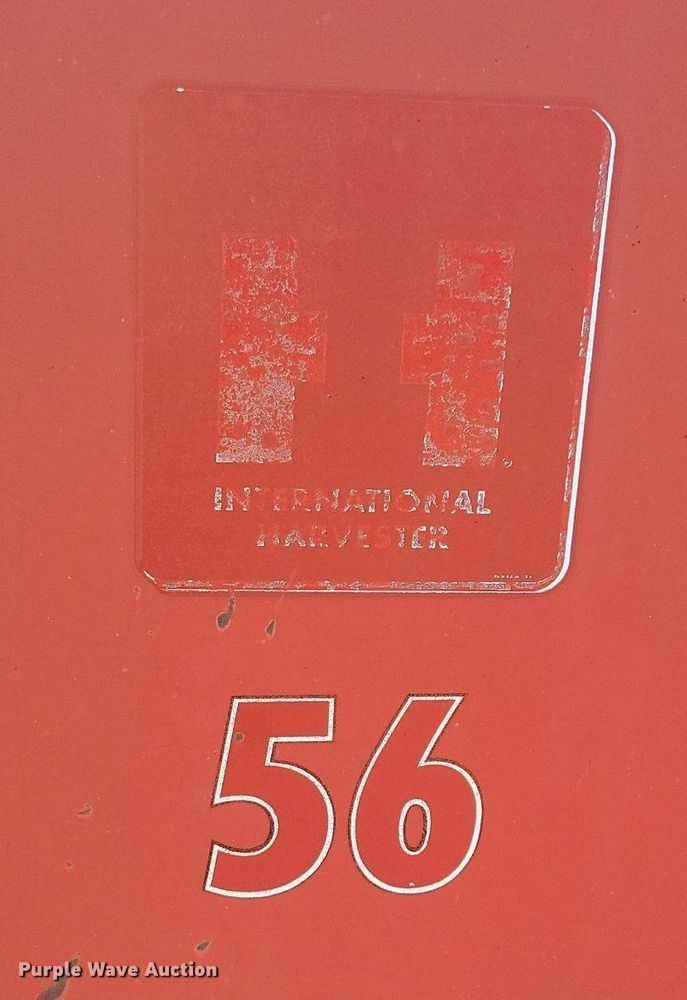 INTERNATIONAL
HARVESTER
56
Purple Wave Auction